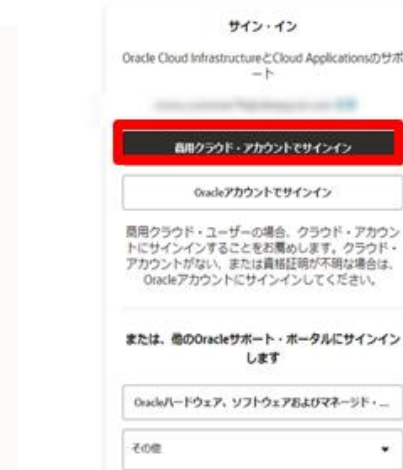 サイン・イン
Oracle Cloud InfrastructureとCloud Applicationsのサポ
ート
商用クラウド・アカウントでサインイン
Oracleアカウントでサインイン
商用クラウド・ユーザーの場合、クラウド・アカウン
トにサインインすることをお薦めします。クラウド・
アカウントがない、または資格証明が不明な場合は、
Oracleアカウントにサインインしてください。
または、他のOracleサポート・ポータルにサインイン
します
Oracleハードウェア、ソフトウェアおよびマネージド・...
その他